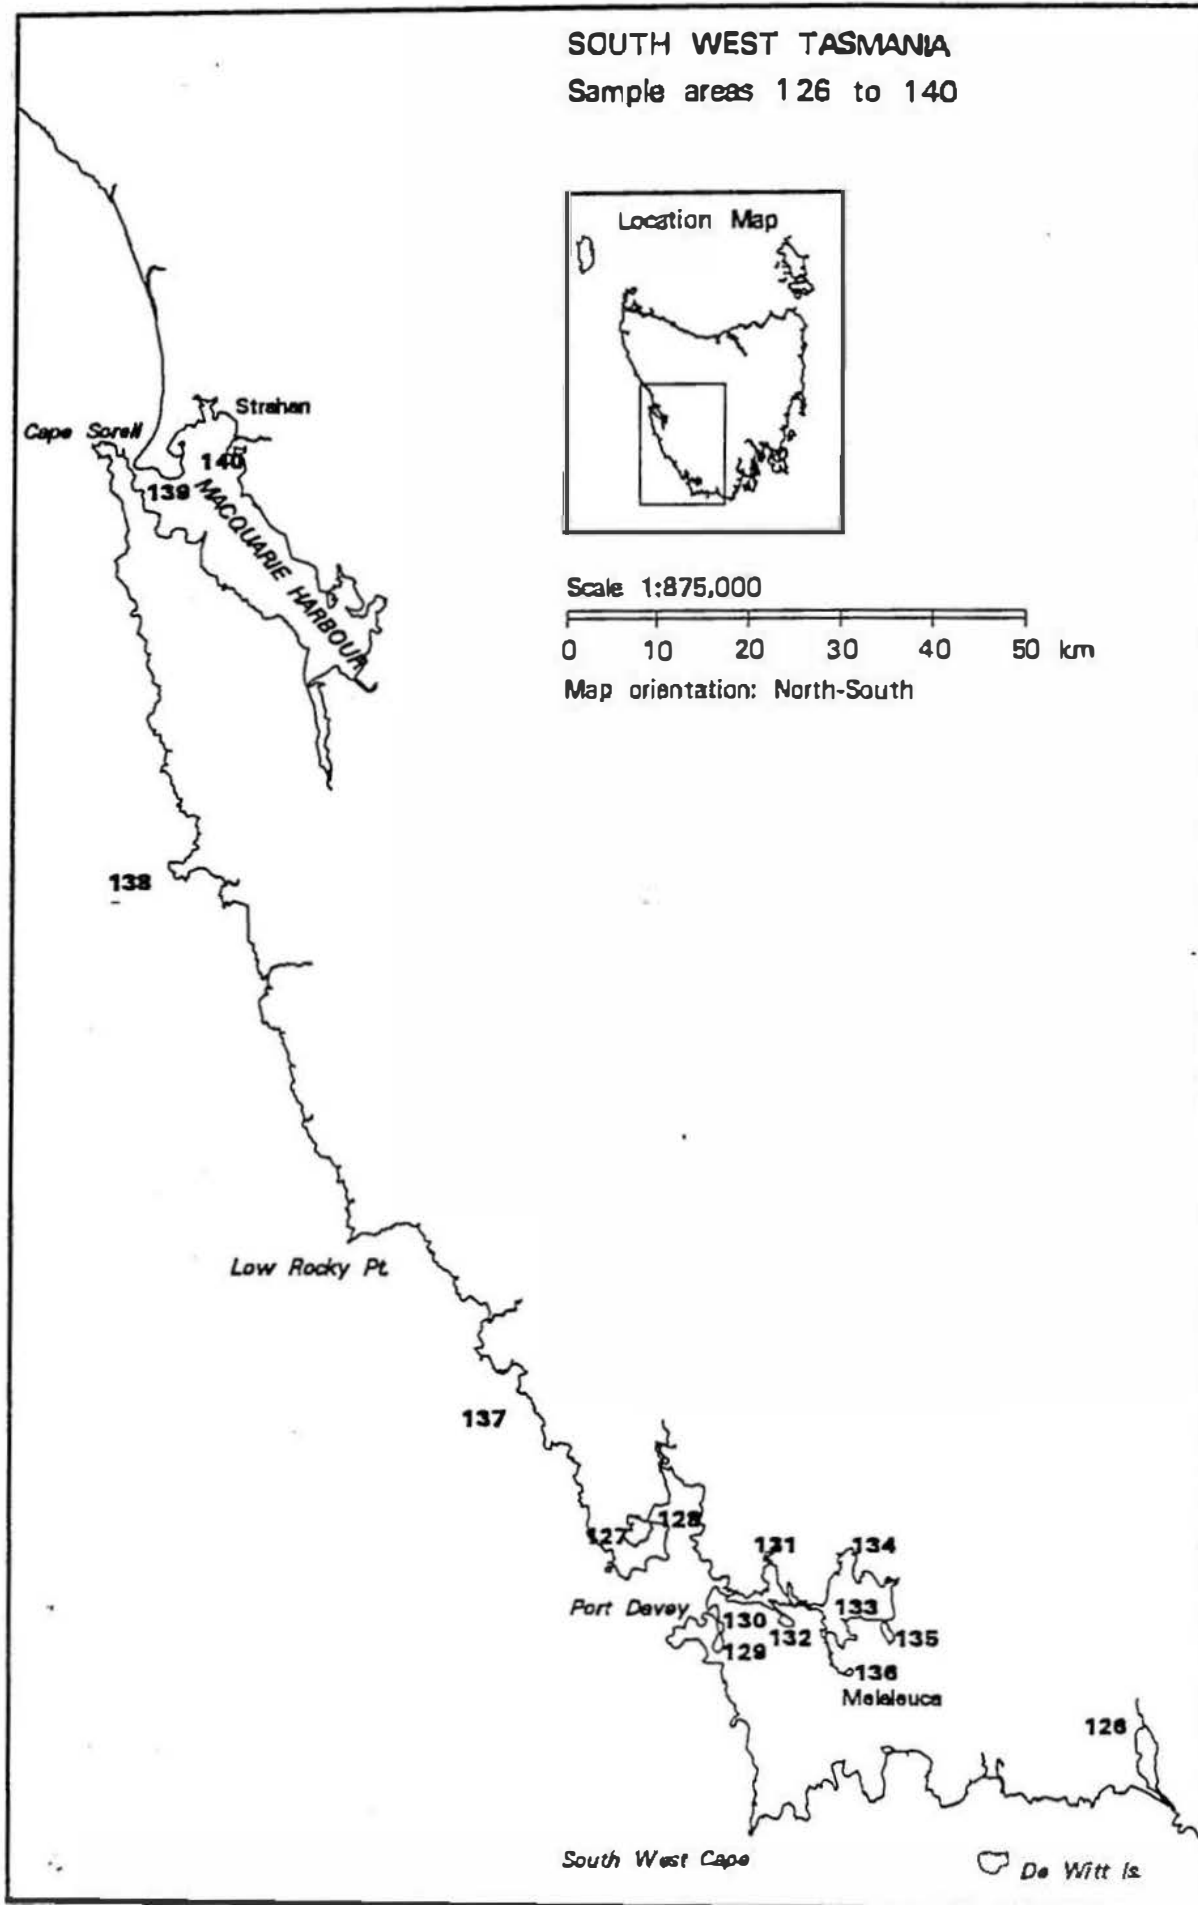 SOUTH WEST TASMANIA
Sample areas 126 to 140
Location Map
Strahan
Cape Sorell
140
139
MACQUARIE HARBOUR
Scale 1:875,000
0 10 20 30 40 50 km
Map orientation: North-South
138
Low Rocky Pt.
137
128
127
131
134
Port Davey
130
133
132
135
129
136
Melaleuca
126
South West Cape
De Witt Is.